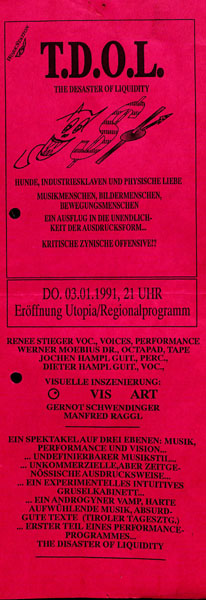 T.D.O.L.
THE DESASTER OF LIQUIDITY
HUNDE, INDUSTRIESKLAVEN UND PHYSISCHE LIEBE
MUSIKMENSCHEN, BILDERMENSCHEN,
BEWEGUNGSMENSCHEN
EIN AUSFLUG IN DIE UNENDLICH-
KEIT DER AUSDRUCKSFORM...
KRITISCHE ZYNISCHE OFFENSIVE!?
DO. 03.01.1991, 21 UHR
Eröffnung Utopia/Regionalprogramm
RENEE STIEGER VOC., VOICES, PERFORMANCE
WERNER MOEBIUS DR., OCTAPAD, TAPE
JOCHEN HAMPL GUIT., PERC.,
DIETER HAMPL GUIT., VOC.,
VISUELLE INSZENIERUNG:
VIS ART
GERNOT SCHWENDINGER
MANFRED RAGGL
EIN SPEKTAKEL AUF DREI EBENEN: MUSIK,
PERFORMANCE UND VISION...
... UNDEFINIERBARER MUSIKSTIL...
... UNKOMMERZIELLE, ABER ZEITGE-
NÖSSISCHE AUSDRUCKSWEISE...
... EIN EXPERIMENTELLES INTUITIVES
GRUSELKABINETT...
... EIN ANDROGYNER VAMP, HARTE
AUFWÜHLENDE MUSIK, ABSURD-
GUTE TEXTE (TIROLER TAGESZTG.)
... ERSTER TEIL EINES PERFORMANCE-
PROGRAMMES...
THE DESASTER OF LIQUIDITY